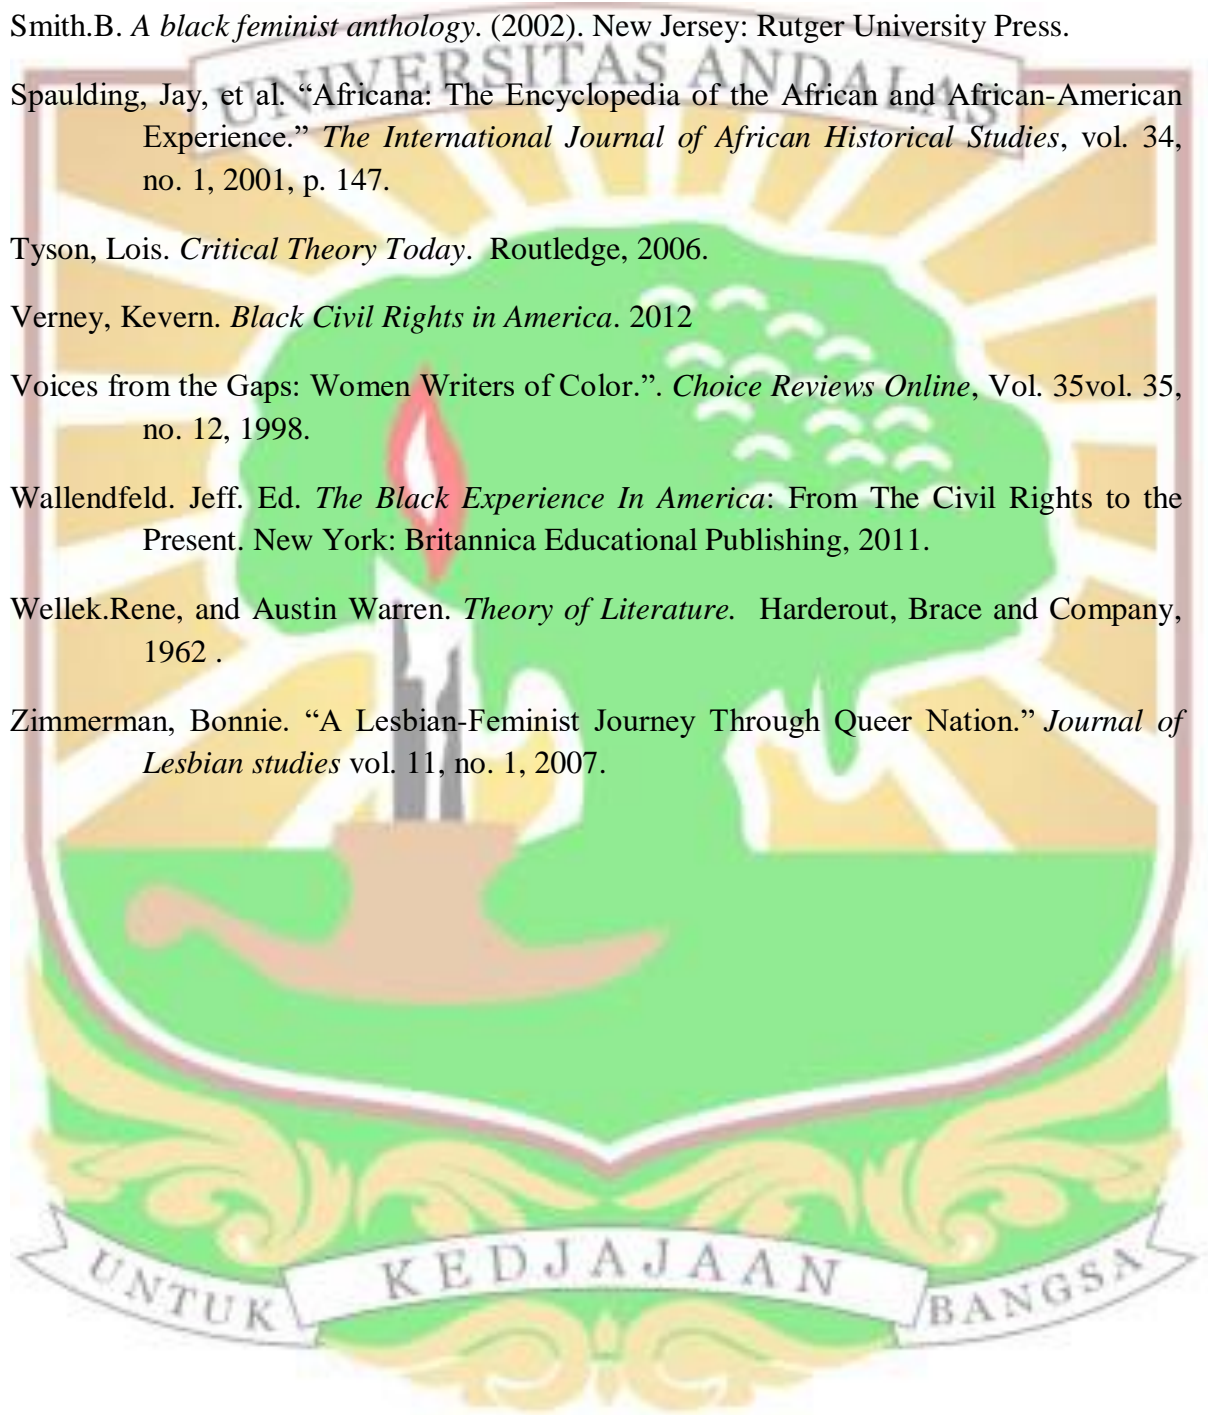 Smith.B. A black feminist anthology. (2002). New Jersey: Rutger University Press.
UNIVERSITAS ANDALAS
Spaulding, Jay, et al. “Africana: The Encyclopedia of the African and African-American
Experience.” The International Journal of African Historical Studies, vol. 34,
no. 1, 2001, p. 147.
Tyson, Lois. Critical Theory Today.  Routledge, 2006.
Verney, Kevern. Black Civil Rights in America. 2012
Voices from the Gaps: Women Writers of Color.”. Choice Reviews Online, Vol. 35vol. 35,
no. 12, 1998.
Wallendfeld. Jeff. Ed. The Black Experience In America: From The Civil Rights to the
Present. New York: Britannica Educational Publishing, 2011.
Wellek.Rene, and Austin Warren. Theory of Literature.  Harderout, Brace and Company,
1962 .
Zimmerman, Bonnie. “A Lesbian-Feminist Journey Through Queer Nation.” Journal of
Lesbian studies vol. 11, no. 1, 2007.
UNTUK KEDJAJAAN BANGSA